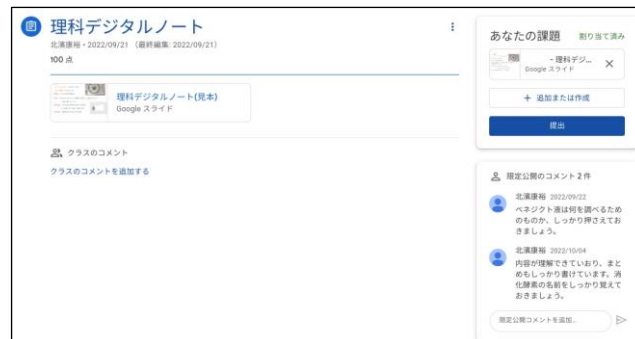 理科デジタルノート
北濱康裕・2022/09/21 (最終編集: 2022/09/21)
100 点
理科デジタルノート(見本)
Google スライド
クラスのコメント
クラスのコメントを追加する
あなたの課題 割り当て済み
- 理科デジ...
Google スライド
+ 追加または作成
提出
限定公開のコメント 2 件
北濱康裕 2022/09/22
ベネジクト液は何を調べるため
のものか、しっかり押さえてお
きましょう。
北濱康裕 2022/10/04
内容が理解できていおり、まと
めもしっかり書けています。消
化酵素の名前をしっかり覚えて
おきましょう。
限定公開コメントを追加...